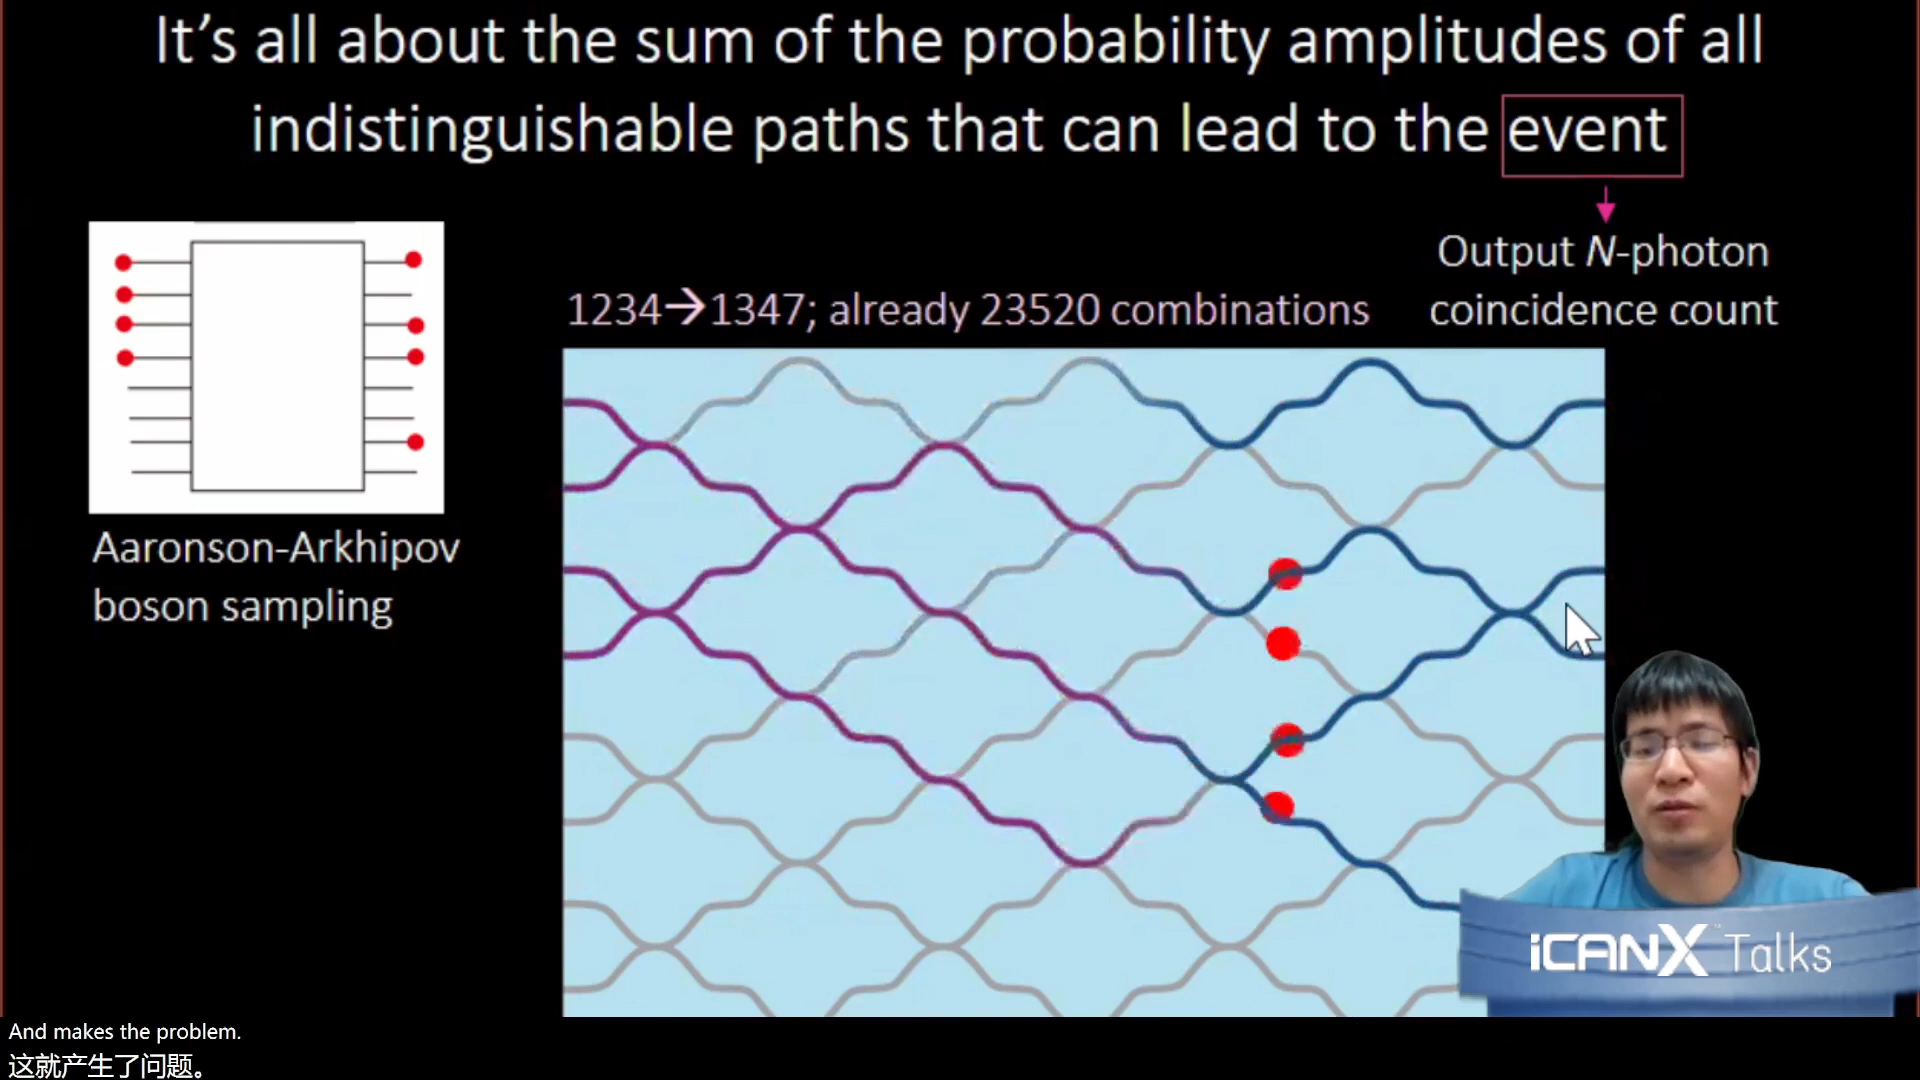 It’s all about the sum of the probability amplitudes of all
indistinguishable paths that can lead to the event
Output N-photon
coincidence count
1234→1347; already 23520 combinations
Aaronson-Arkhipov
boson sampling
iCANX Talks
And makes the problem.
这就产生了问题。